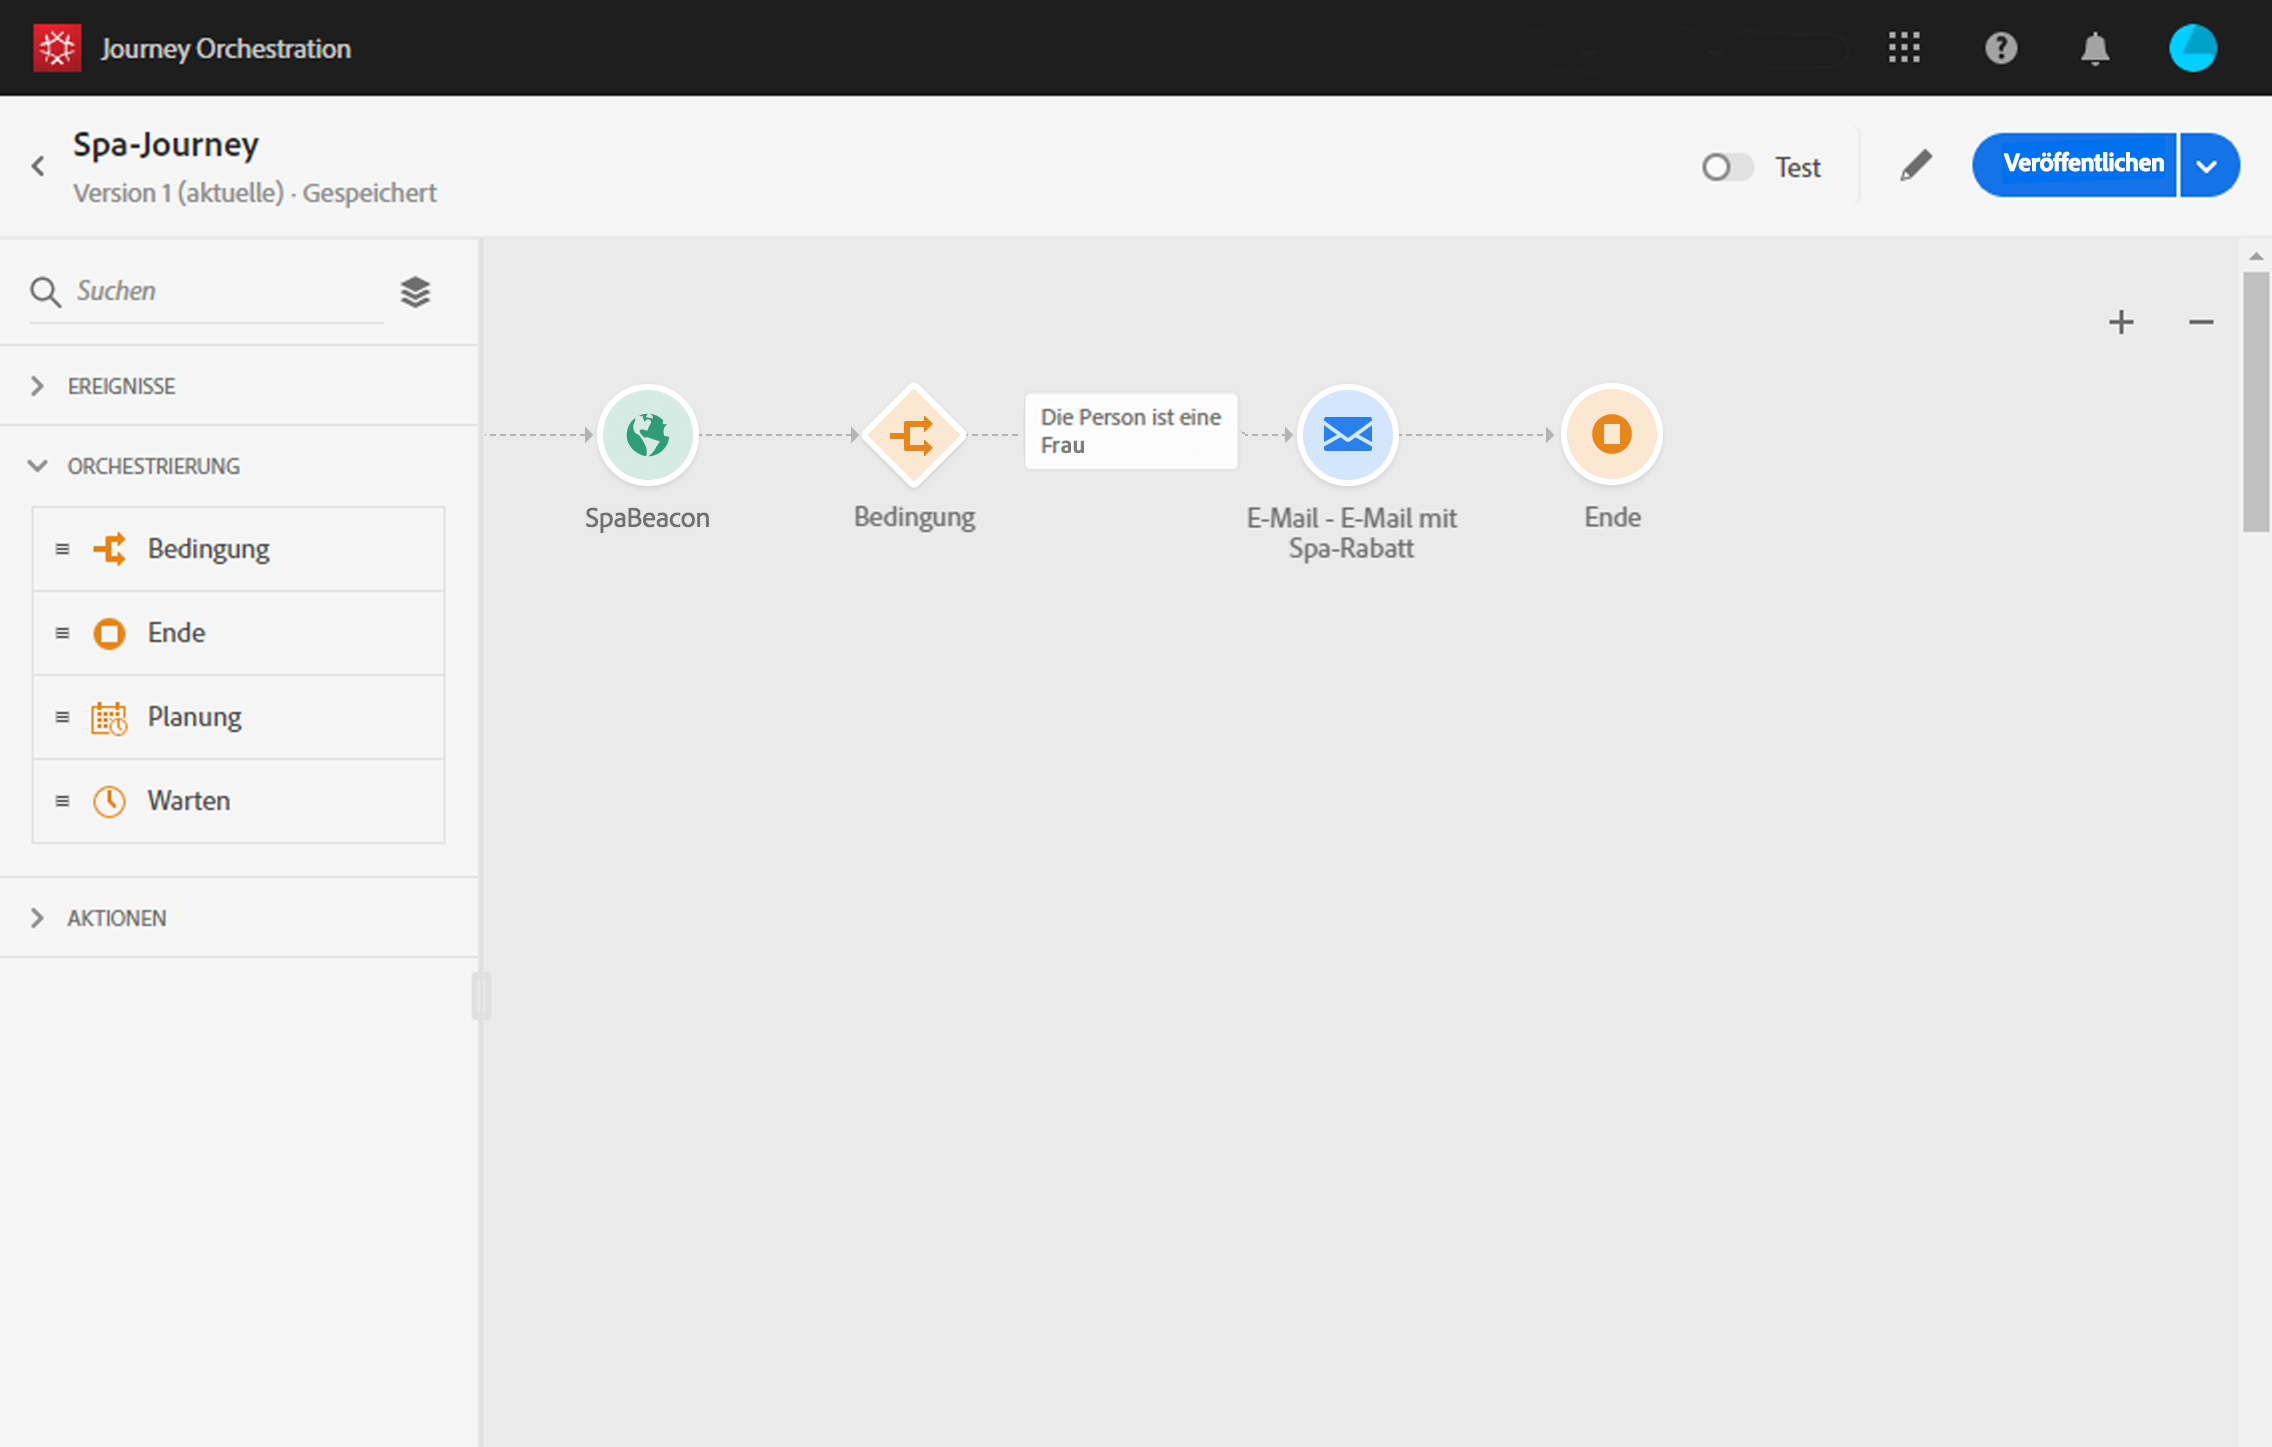 Journey Orchestration
Spa-Journey
Version 1 (aktuelle) · Gespeichert
Test
Veröffentlichen
Suchen
EREIGNISSE
ORCHESTRIERUNG
Bedingung
Ende
Planung
Warten
AKTIONEN
Die Person ist eine
Frau
SpaBeacon
Bedingung
E-Mail - E-Mail mit
Spa-Rabatt
Ende